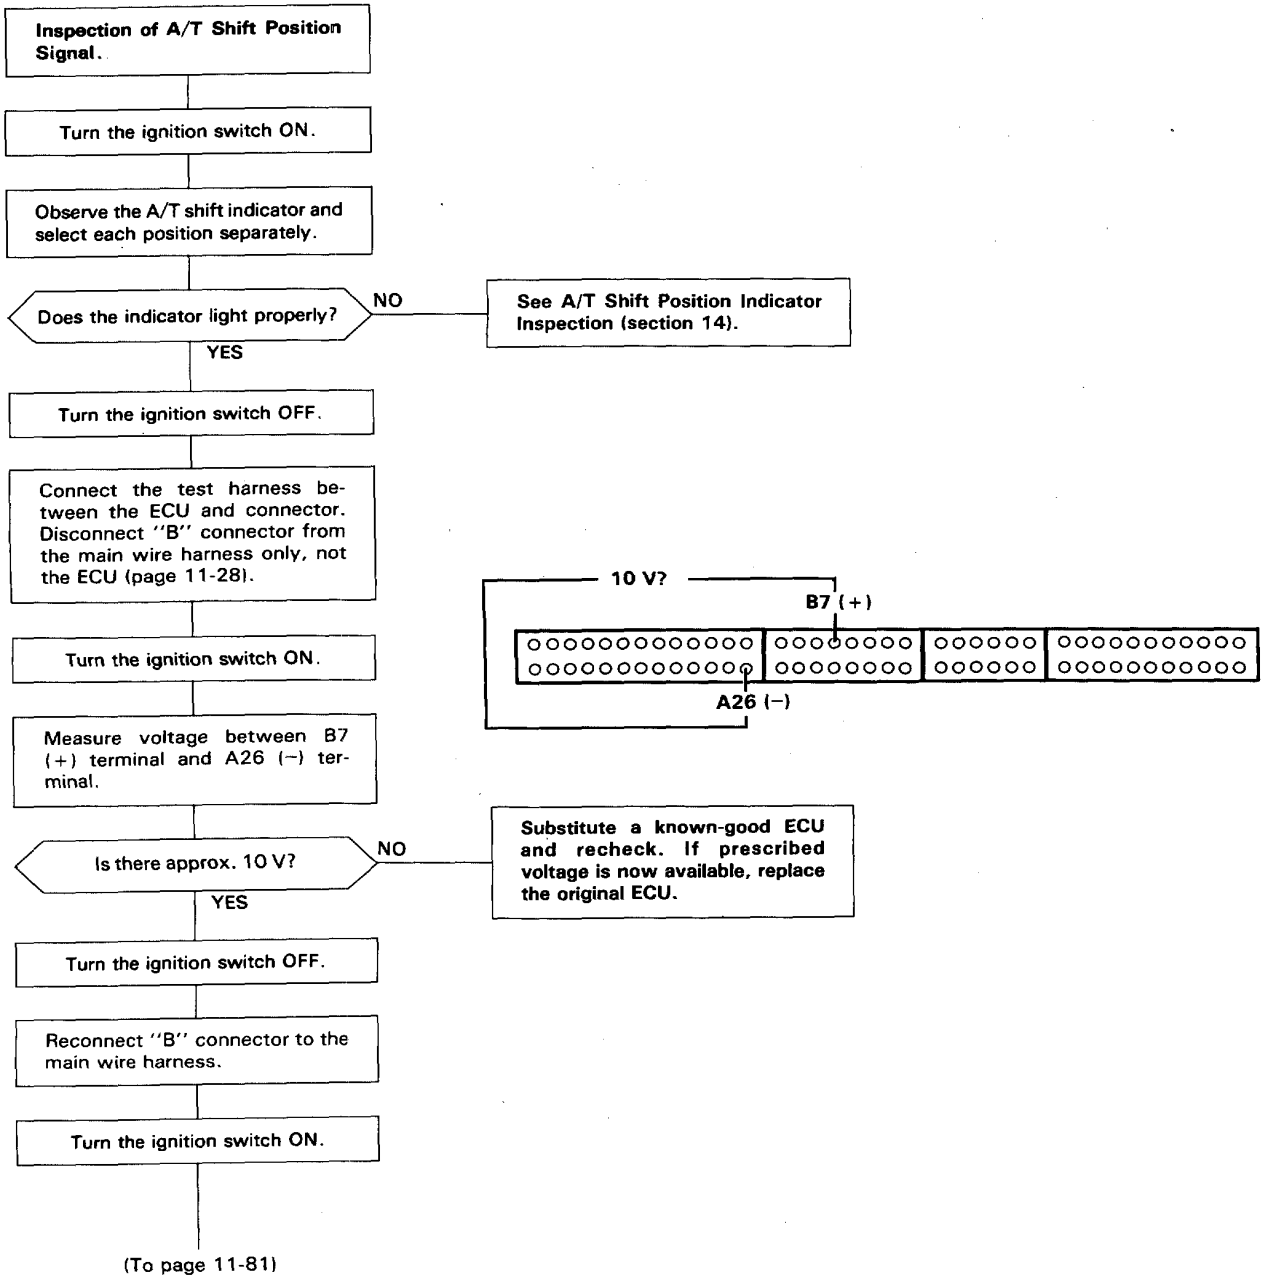 Inspection of A/T Shift Position
Signal.
Turn the ignition switch ON.
Observe the A/T shift indicator and
select each position separately.
Does the indicator light properly?
NO
See A/T Shift Position Indicator
Inspection (section 14).
YES
Turn the ignition switch OFF.
Connect the test harness be-
tween the ECU and connector.
Disconnect "B" connector from
the main wire harness only, not
the ECU (page 11-28).
Turn the ignition switch ON.
Measure voltage between B7
(+) terminal and A26 (−) ter-
minal.
10 V?
B7 (+)
A26 (−)
Is there approx. 10 V?
NO
Substitute a known-good ECU
and recheck. If prescribed
voltage is now available, replace
the original ECU.
YES
Turn the ignition switch OFF.
Reconnect "B" connector to the
main wire harness.
Turn the ignition switch ON.
(To page 11-81)